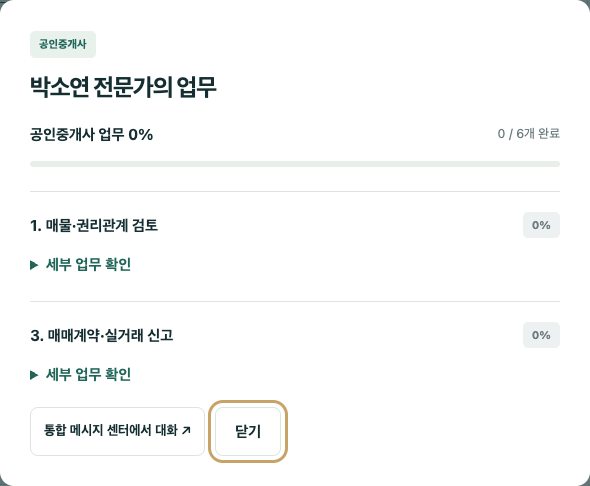 공인중개사
박소연 전문가의 업무
공인중개사 업무 0%
0 / 6개 완료
1. 매물·권리관계 검토
0%
▶ 세부 업무 확인
3. 매매계약·실거래 신고
0%
▶ 세부 업무 확인
통합 메시지 센터에서 대화 ↗
닫기